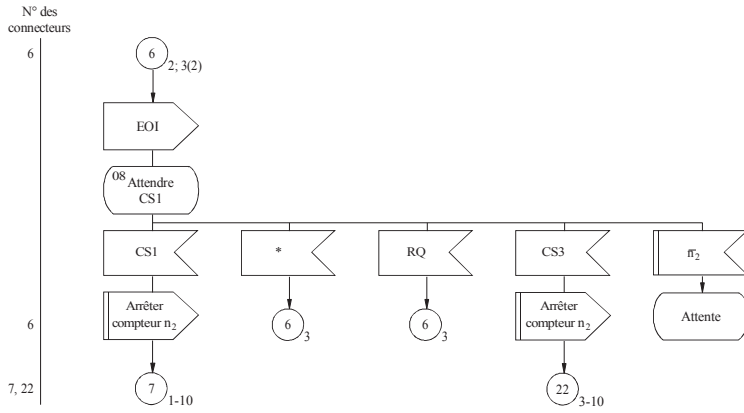 N° des
connecteurs
6
6
2; 3(2)
EOI
08 Attendre
CS1
CS1
*
RQ
CS3
π₂
Arrêter
compteur n₂
6
3
6
3
Arrêter
compteur n₂
Attente
6
7, 22
7
1-10
22
3-10